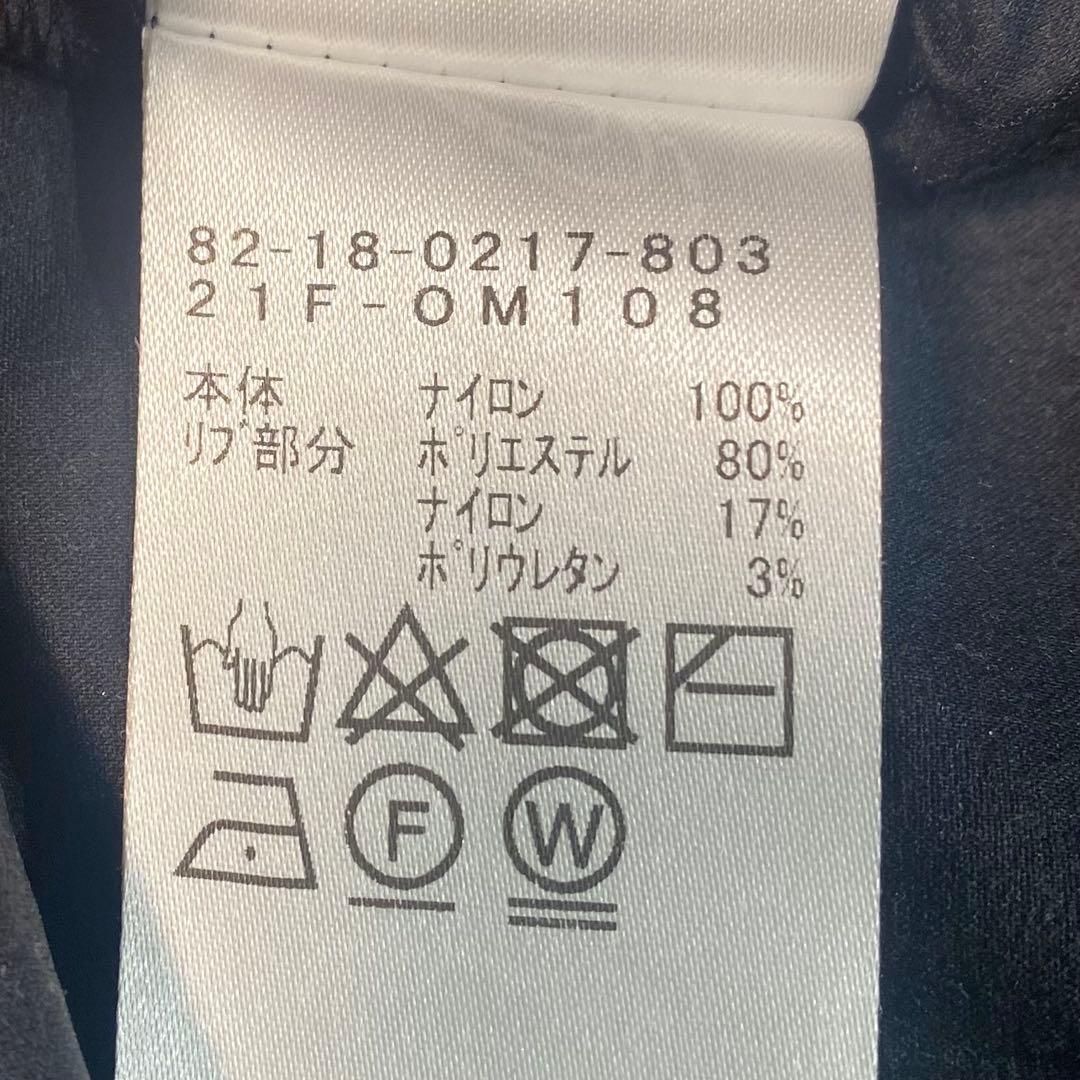 82-18-0217-803
21F-OM108
本体 ナイロン 100%
リブ部分 ポリエステル 80%
ナイロン 17%
ポリウレタン 3%
F W